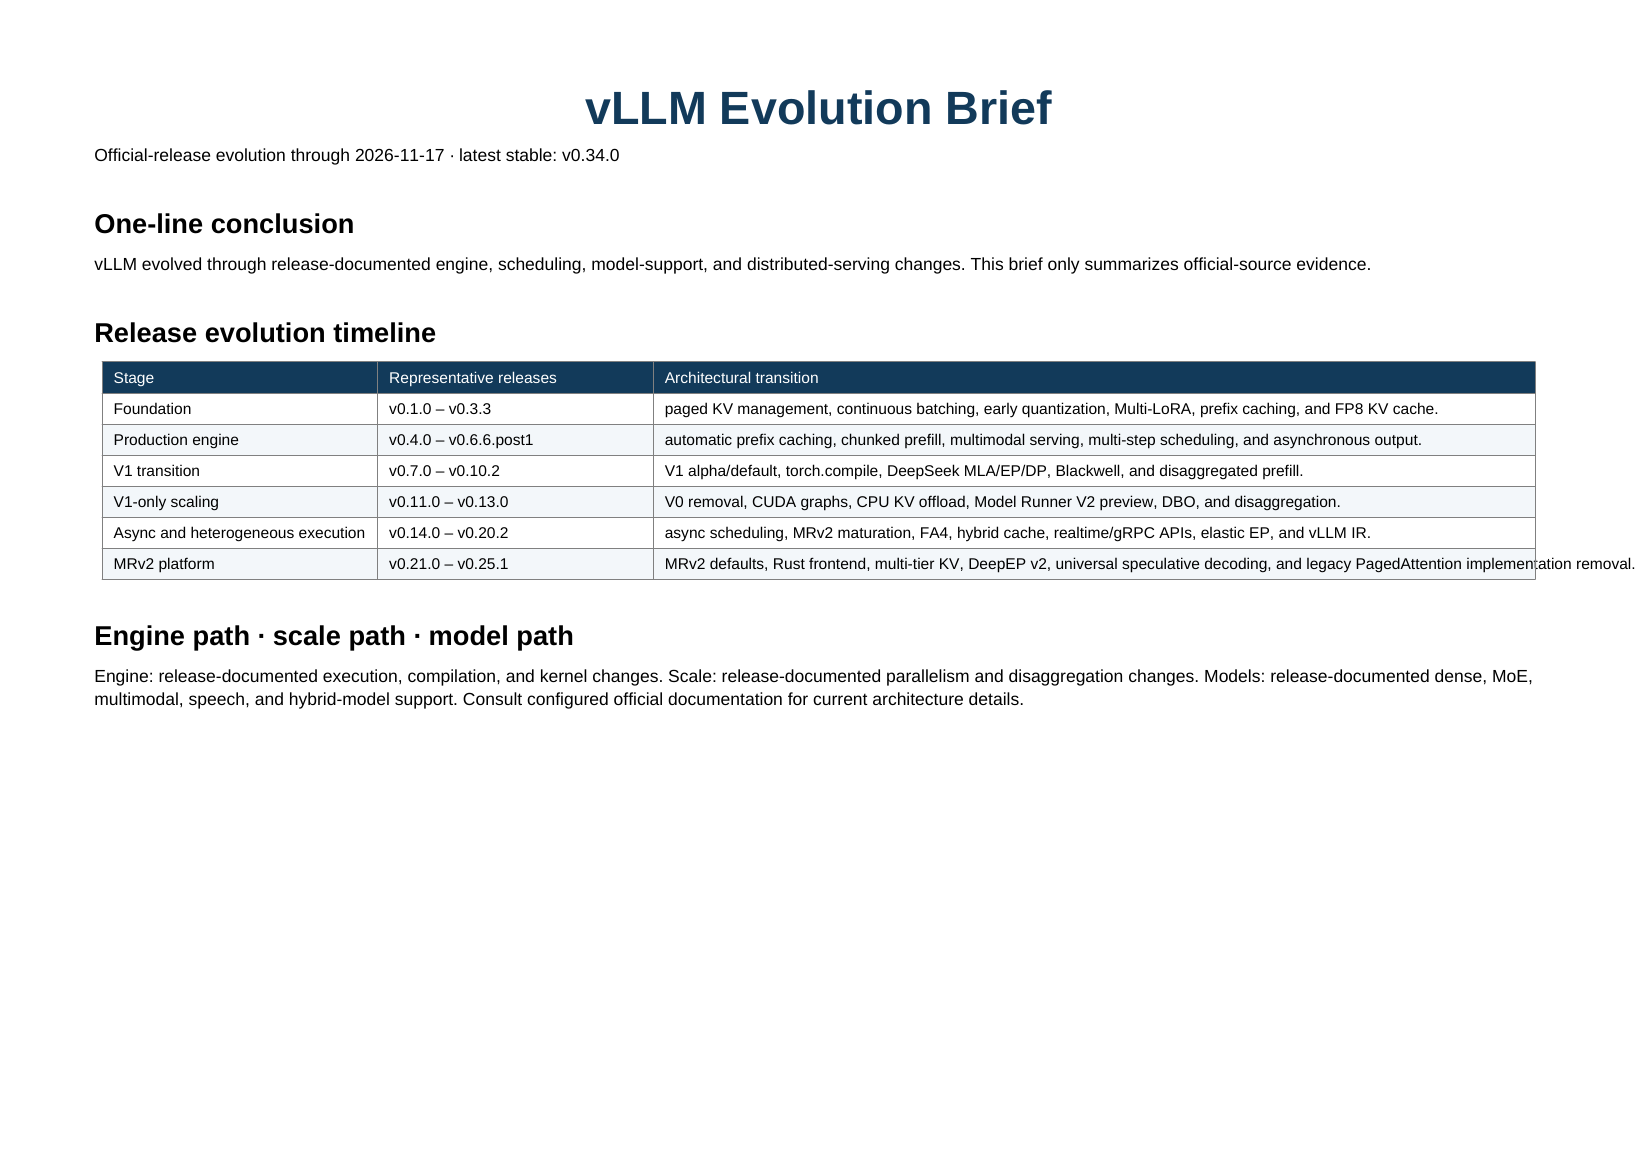 vLLM Evolution Brief
Official-release evolution through 2026-11-17 · latest stable: v0.34.0
One-line conclusion
vLLM evolved through release-documented engine, scheduling, model-support, and distributed-serving changes. This brief only summarizes official-source evidence.
Release evolution timeline
Stage Representative releases Architectural transition
Foundation v0.1.0 – v0.3.3 paged KV management, continuous batching, early quantization, Multi-LoRA, prefix caching, and FP8 KV cache.
Production engine v0.4.0 – v0.6.6.post1 automatic prefix caching, chunked prefill, multimodal serving, multi-step scheduling, and asynchronous output.
V1 transition v0.7.0 – v0.10.2 V1 alpha/default, torch.compile, DeepSeek MLA/EP/DP, Blackwell, and disaggregated prefill.
V1-only scaling v0.11.0 – v0.13.0 V0 removal, CUDA graphs, CPU KV offload, Model Runner V2 preview, DBO, and disaggregation.
Async and heterogeneous execution v0.14.0 – v0.20.2 async scheduling, MRv2 maturation, FA4, hybrid cache, realtime/gRPC APIs, elastic EP, and vLLM IR.
MRv2 platform v0.21.0 – v0.25.1 MRv2 defaults, Rust frontend, multi-tier KV, DeepEP v2, universal speculative decoding, and legacy PagedAttention implementation removal.
Engine path · scale path · model path
Engine: release-documented execution, compilation, and kernel changes. Scale: release-documented parallelism and disaggregation changes. Models: release-documented dense, MoE,
multimodal, speech, and hybrid-model support. Consult configured official documentation for current architecture details.